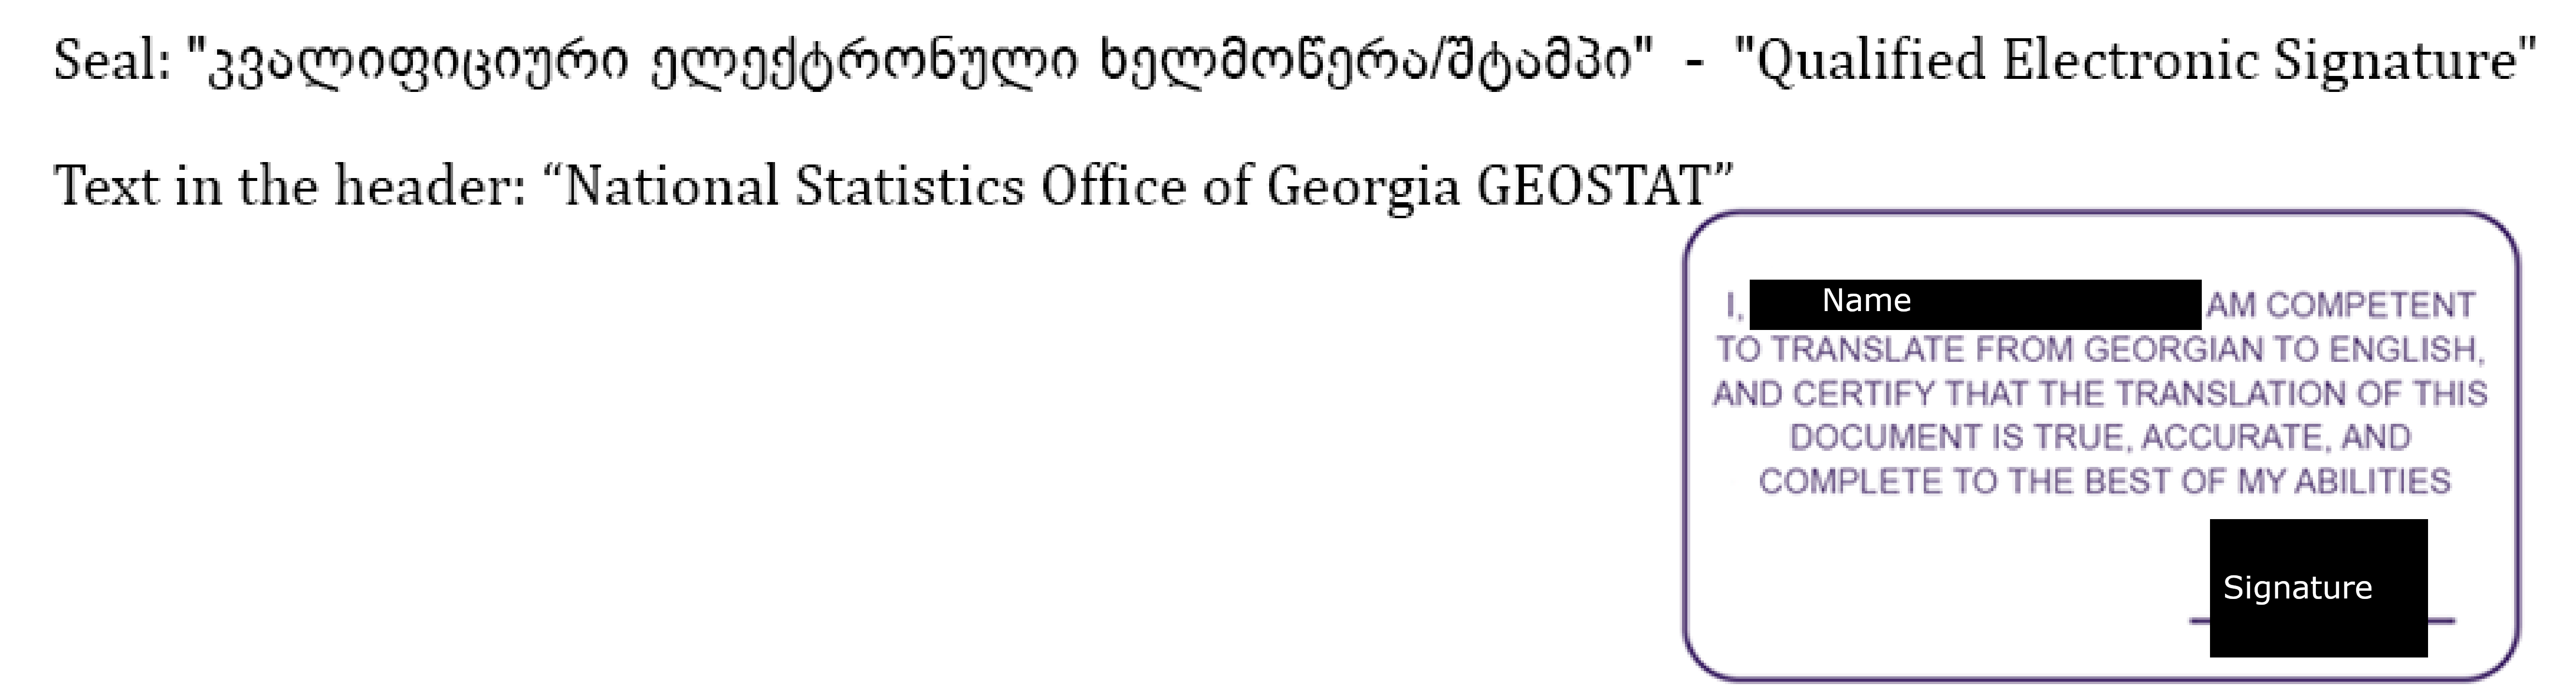 Seal: "კვალიფიციური ელექტრონული ხელმოწერა/შტამპი" - "Qualified Electronic Signature"
Text in the header: “National Statistics Office of Georgia GEOSTAT”
I, Name AM COMPETENT
TO TRANSLATE FROM GEORGIAN TO ENGLISH,
AND CERTIFY THAT THE TRANSLATION OF THIS
DOCUMENT IS TRUE, ACCURATE, AND
COMPLETE TO THE BEST OF MY ABILITIES
Signature